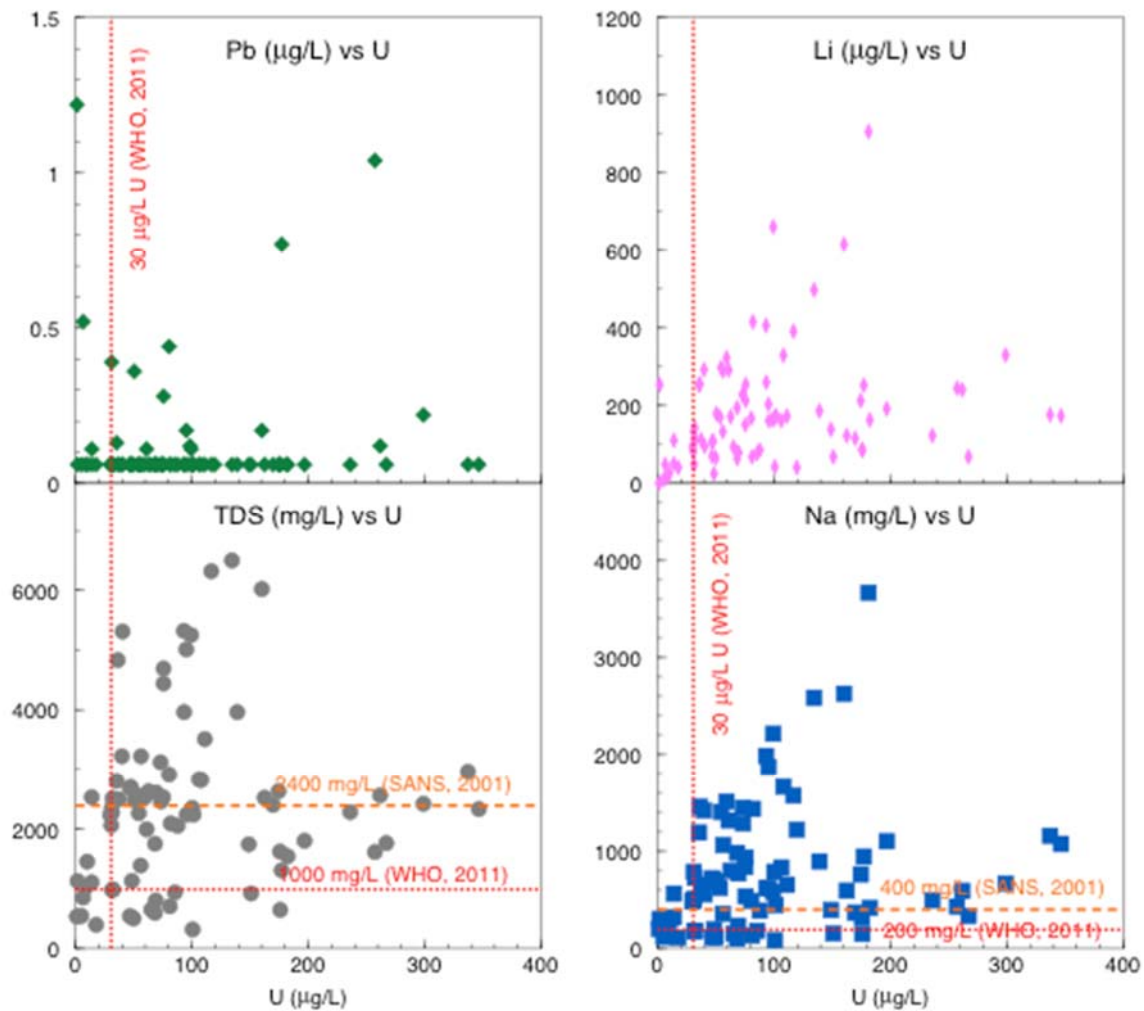 Pb (µg/L) vs U
30 µg/L U (WHO, 2011)
1.5
1
0.5
0
Li (µg/L) vs U
1200
1000
800
600
400
200
0
TDS (mg/L) vs U
6000
4000
2000
0
2400 mg/L (SANS, 2001)
1000 mg/L (WHO, 2011)
0 100 200 300 400
U (µg/L)
Na (mg/L) vs U
30 µg/L U (WHO, 2011)
4000
3000
2000
1000
0
400 mg/L (SANS, 2001)
200 mg/L (WHO, 2011)
0 100 200 300 400
U (µg/L)